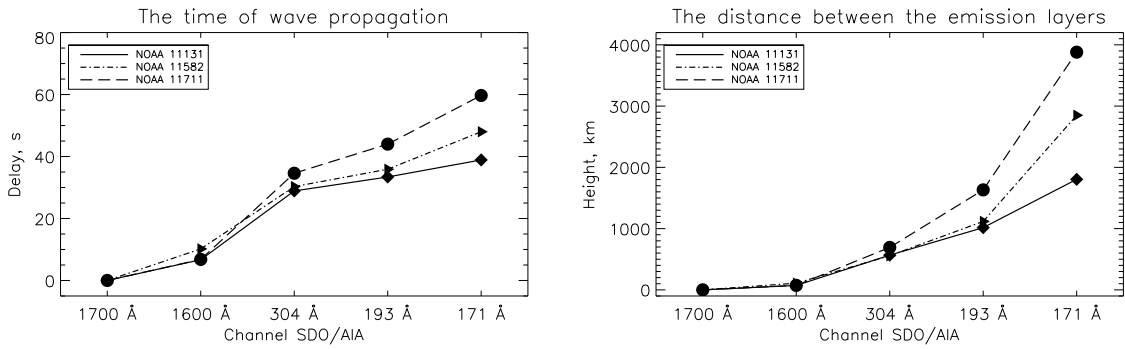 The time of wave propagation
80
60
40
20
0
Delay, s
NOAA 11131
NOAA 11582
NOAA 11711
1700 Å 1600 Å 304 Å 193 Å 171 Å
Channel SDO/AIA
The distance between the emission layers
4000
3000
2000
1000
0
Height, km
NOAA 11131
NOAA 11582
NOAA 11711
1700 Å 1600 Å 304 Å 193 Å 171 Å
Channel SDO/AIA